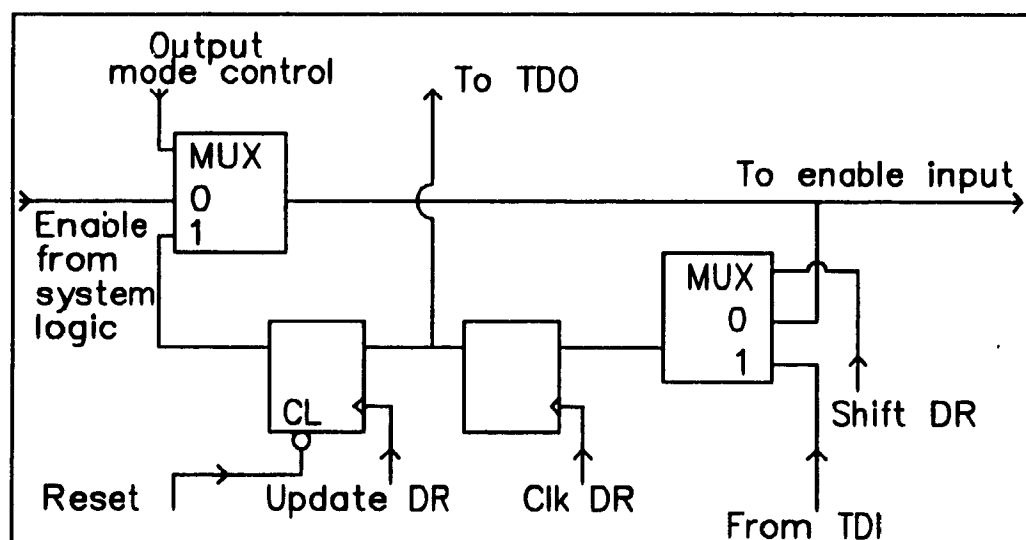 Output
mode control
To TDO
MUX
0
1
To enable input
Enable
from
system
logic
MUX
0
1
CL
Shift DR
Reset
Update DR
Clk DR
From TDI